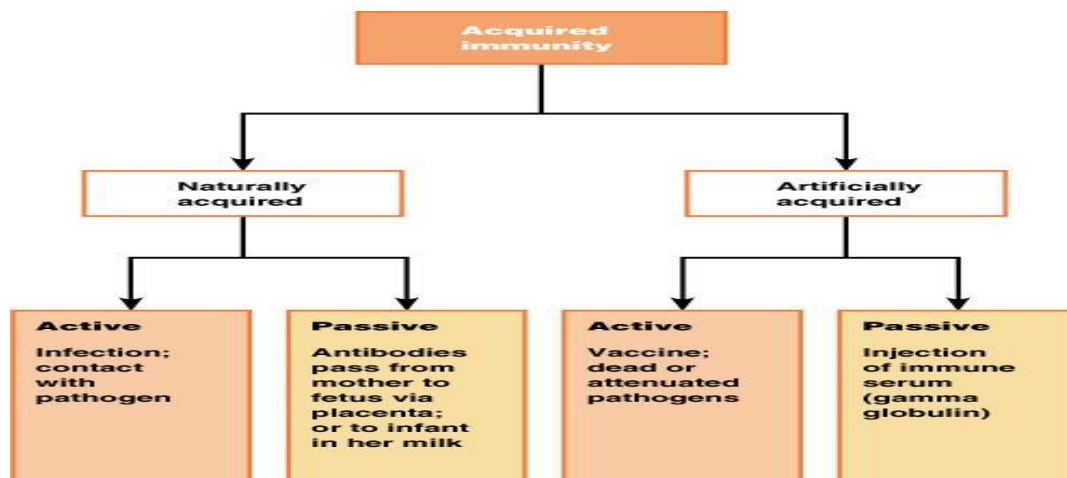 Acquired
immunity
Naturally
acquired
Artificially
acquired
Active
Infection;
contact
with
pathogen
Passive
Antibodies
pass from
mother to
fetus via
placenta;
or to infant
in her milk
Active
Vaccine;
dead or
attenuated
pathogens
Passive
Injection
of immune
serum
(gamma
globulin)